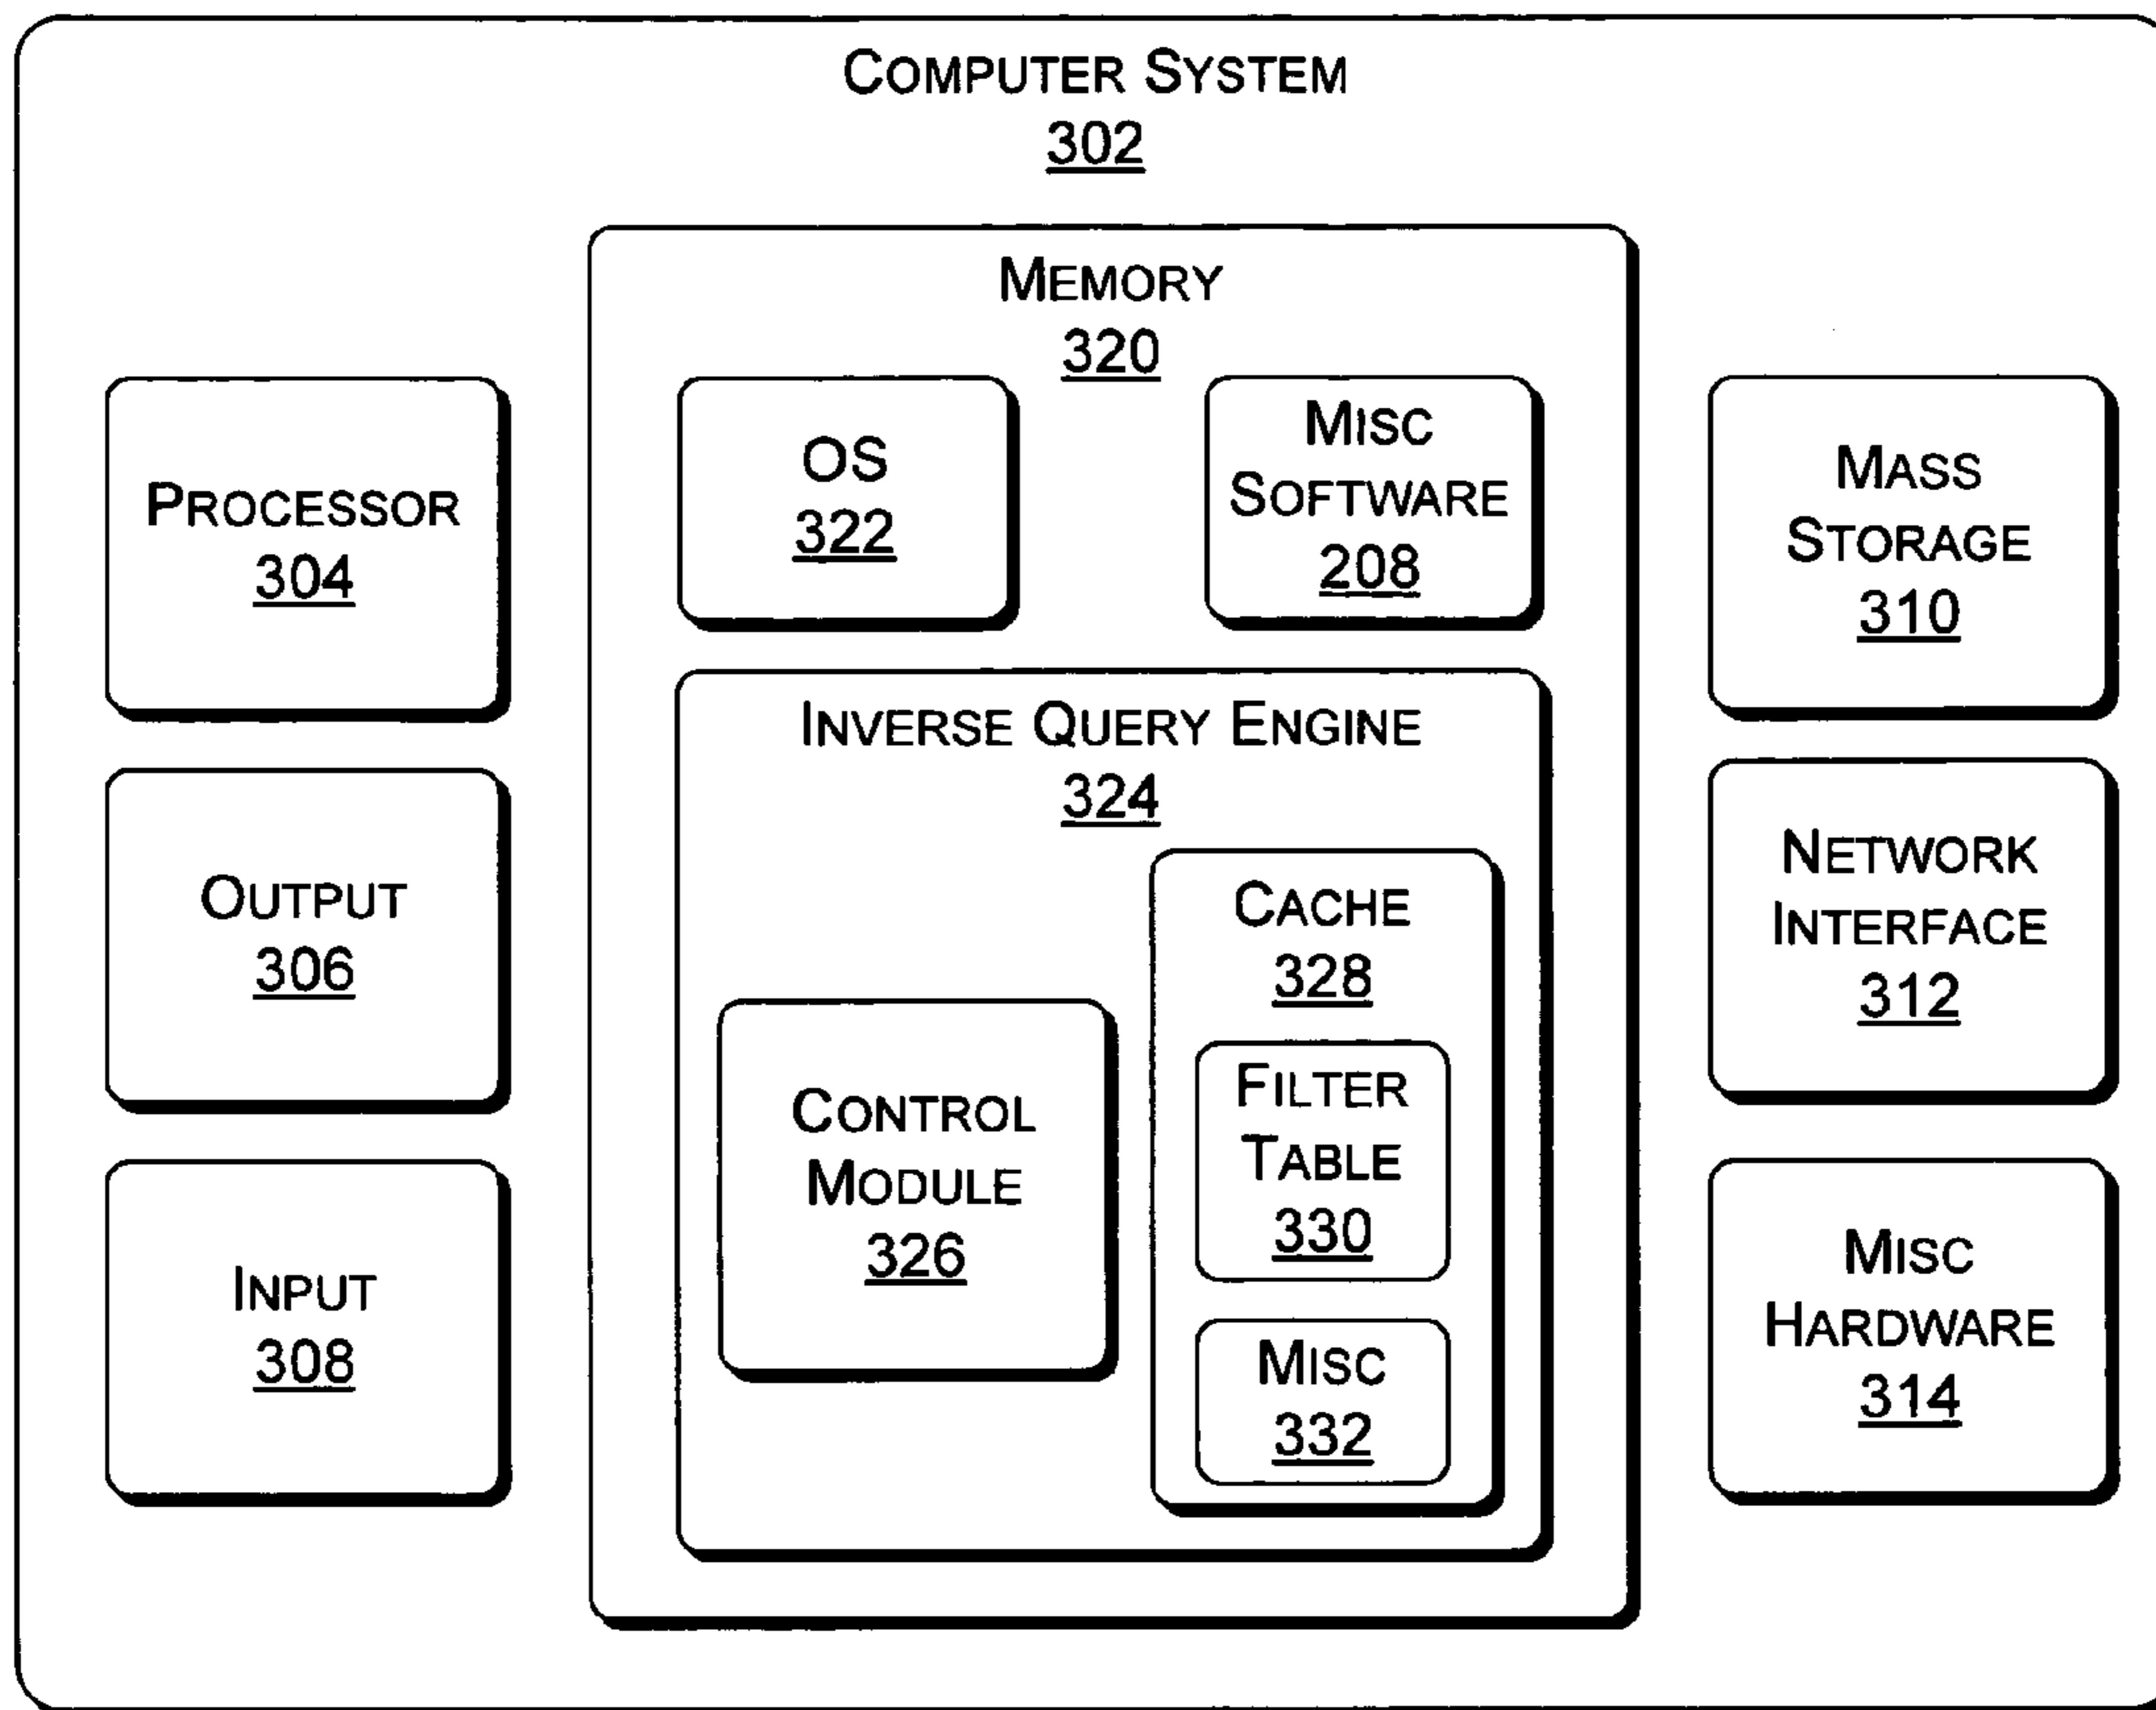 COMPUTER SYSTEM
302
MEMORY
320
PROCESSOR
304
OUTPUT
306
INPUT
308
OS
322
MISC
SOFTWARE
208
INVERSE QUERY ENGINE
324
CONTROL
MODULE
326
CACHE
328
FILTER
TABLE
330
MISC
332
MASS
STORAGE
310
NETWORK
INTERFACE
312
MISC
HARDWARE
314